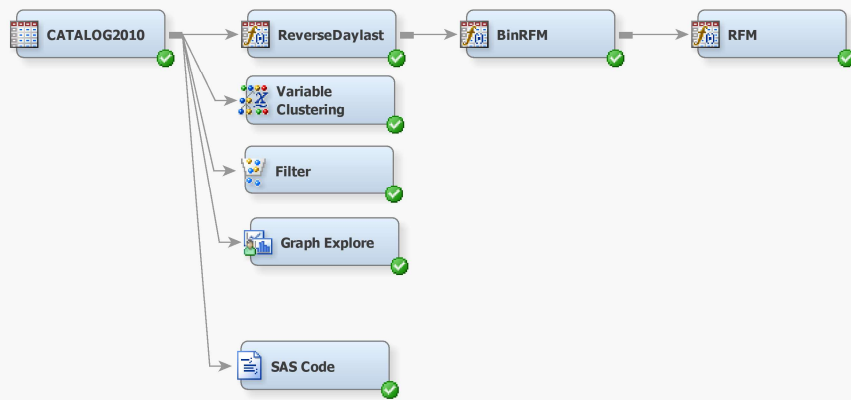 CATALOG2010
ReverseDaylast
BinRFM
RFM
Variable
Clustering
Filter
Graph Explore
SAS Code